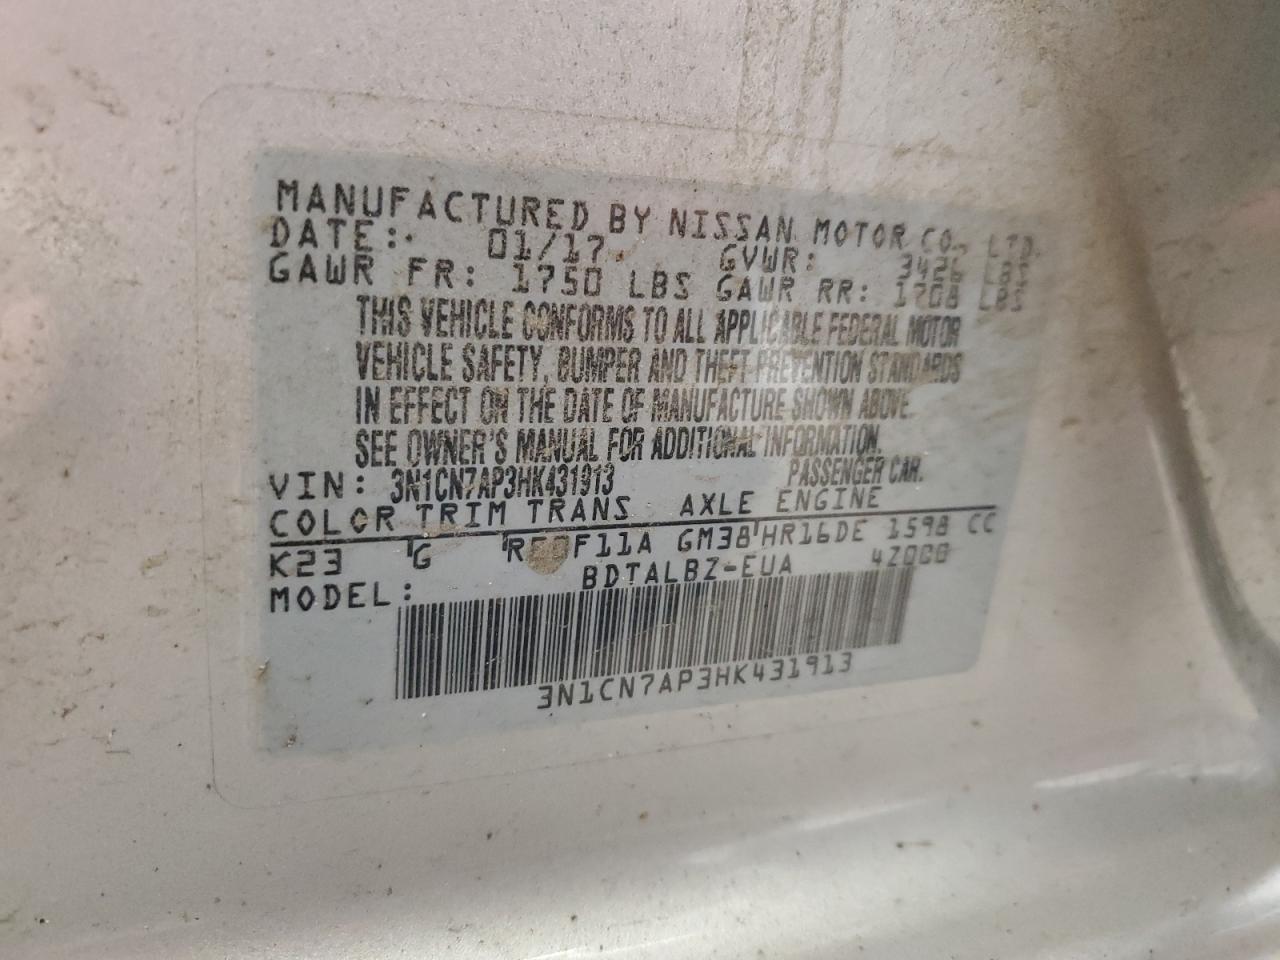 MANUFACTURED BY NISSAN MOTOR CO., LTD.
DATE: 01/17 GVWR: 3426 LBS
GAWR FR: 1750 LBS GAWR RR: 1708 LBS
THIS VEHICLE CONFORMS TO ALL APPLICABLE FEDERAL MOTOR
VEHICLE SAFETY, BUMPER AND THEFT PREVENTION STANDARDS
IN EFFECT ON THE DATE OF MANUFACTURE SHOWN ABOVE.
SEE OWNER'S MANUAL FOR ADDITIONAL INFORMATION.
VIN: 3N1CN7AP3HK431913 PASSENGER CAR.
COLOR TRIM TRANS AXLE ENGINE
K23 G GM38 HR16DE 1598 CC
MODEL: BDTALBZ-EUA 42000
3N1CN7AP3HK431913